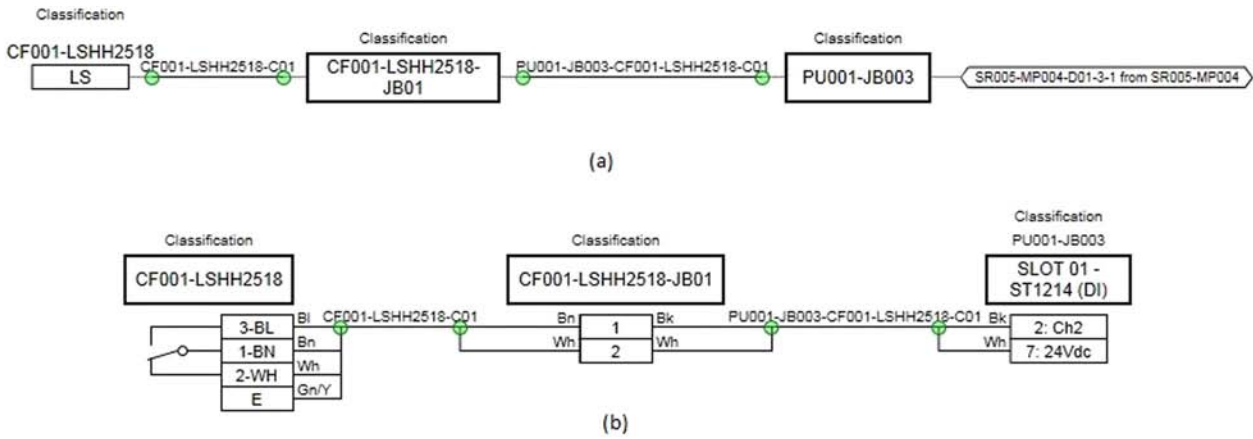 Classification
CF001-LSHH2518
LS
CF001-LSHH2518-C01
Classification
CF001-LSHH2518-
JB01
PU001-JB003-CF001-LSHH2518-C01
Classification
PU001-JB003
SR005-MP004-D01-3-1 from SR005-MP004
(a)
Classification
CF001-LSHH2518
3-BL
1-BN
2-WH
E
Bl
Bn
Wh
Gn/Y
CF001-LSHH2518-C01
Classification
CF001-LSHH2518-JB01
Bn 1 Bk
Wh 2 Wh
PU001-JB003-CF001-LSHH2518-C01
Classification
PU001-JB003
SLOT 01 -
ST1214 (DI)
Bk 2: Ch2
Wh 7: 24Vdc
(b)